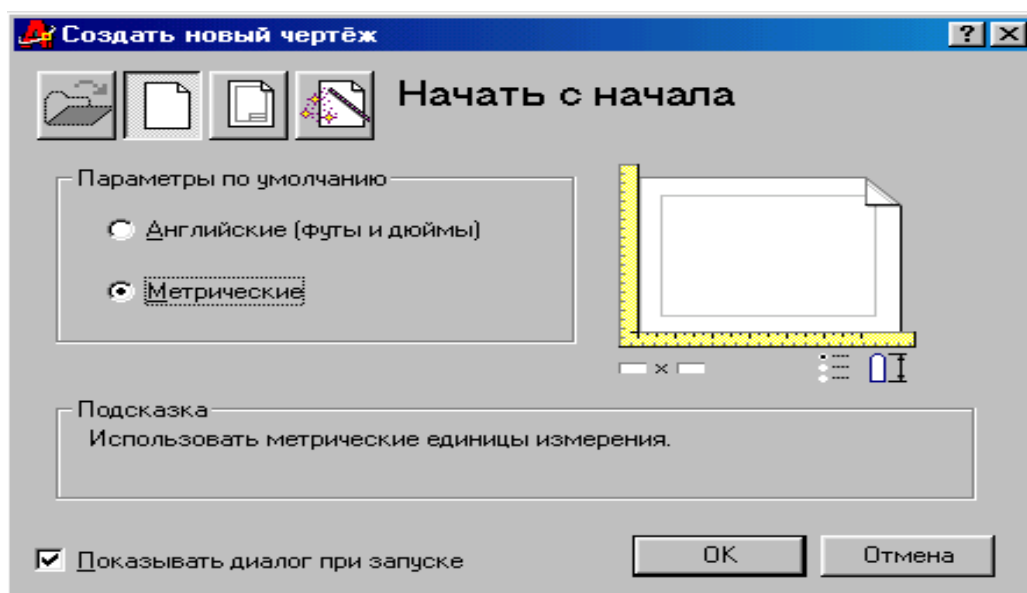 Создать новый чертёж
Начать с начала
Параметры по умолчанию
Английские (футы и дюймы)
Метрические
Подсказка
Использовать метрические единицы измерения.
Показывать диалог при запуске
OK
Отмена